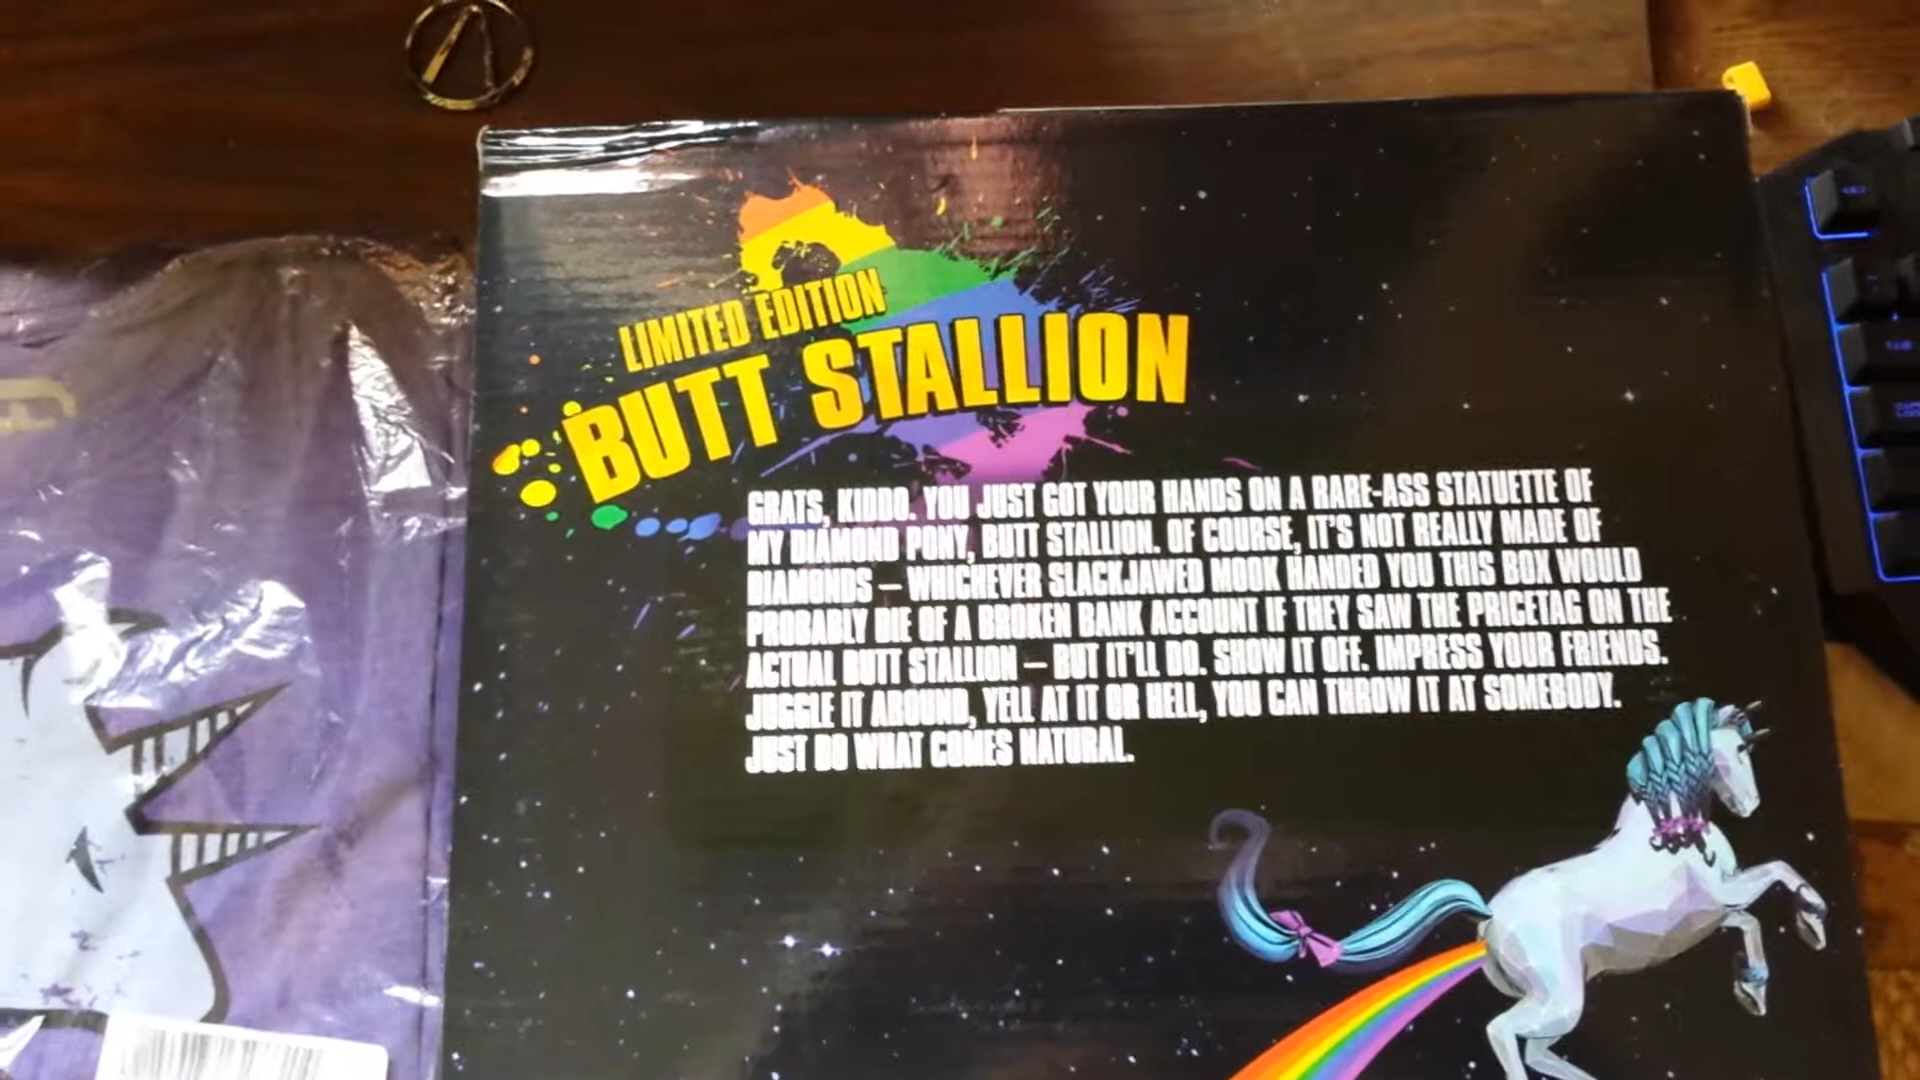 LIMITED EDITION
BUTT STALLION
GRATS, KIDDO. YOU JUST GOT YOUR HANDS ON A RARE-ASS STATUETTE OF
MY DIAMOND PONY, BUTT STALLION. OF COURSE, IT'S NOT REALLY MADE OF
DIAMONDS – WHICHEVER SLACKJAWED MOOK HANDED YOU THIS BOX WOULD
PROBABLY DIE OF A BROKEN BANK ACCOUNT IF THEY SAW THE PRICETAG ON THE
ACTUAL BUTT STALLION – BUT IT'LL DO. SHOW IT OFF. IMPRESS YOUR FRIENDS.
JUGGLE IT AROUND, YELL AT IT OR HELL, YOU CAN THROW IT AT SOMEBODY.
JUST DO WHAT COMES NATURAL.